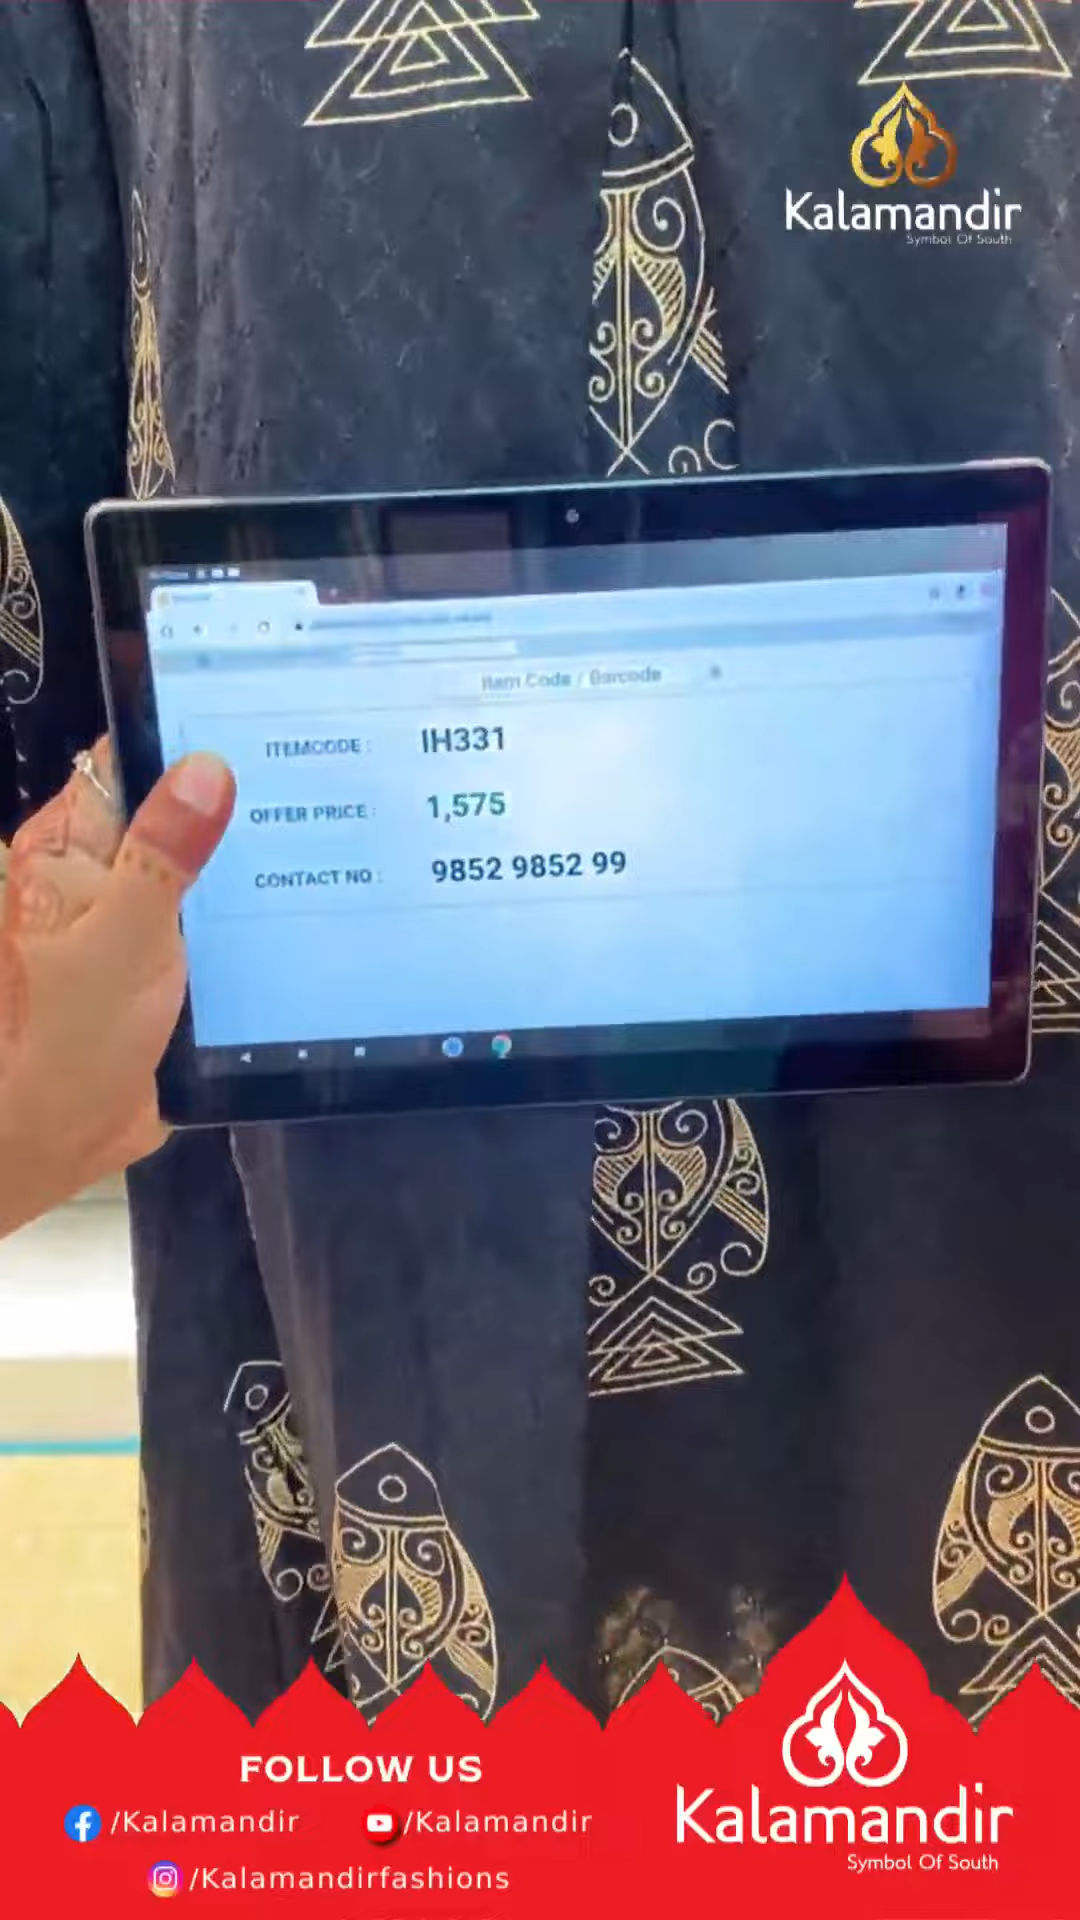 Kalamandir
Symbol Of South
Item Code / Barcode
ITEMCODE : IH331
OFFER PRICE : 1,575
CONTACT NO : 9852 9852 99
FOLLOW US
/Kalamandir /Kalamandir
/Kalamandirfashions
Kalamandir
Symbol Of South